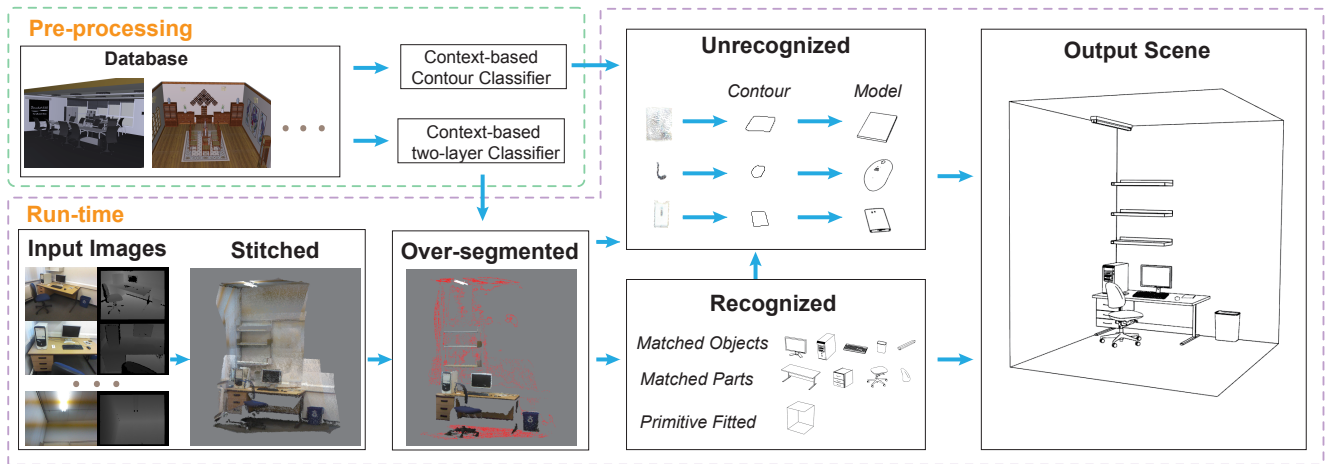 Pre-processing
Database
Context-based
Contour Classifier
Context-based
two-layer Classifier
Unrecognized
Contour
Model
Output Scene
Run-time
Input Images
Stitched
Over-segmented
Recognized
Matched Objects
Matched Parts
Primitive Fitted